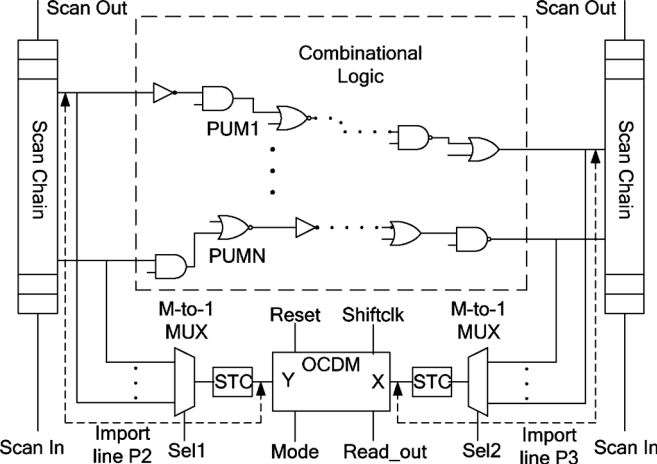 Scan Out
Scan Out
Combinational
Logic
Scan Chain
Scan Chain
PUM1
PUMN
M-to-1
MUX
Reset
Shiftclk
M-to-1
MUX
STC
Y
OCDM
X
STC
Scan In
Import
line P2
Sel1
Mode
Read_out
Sel2
Import
line P3
Scan In